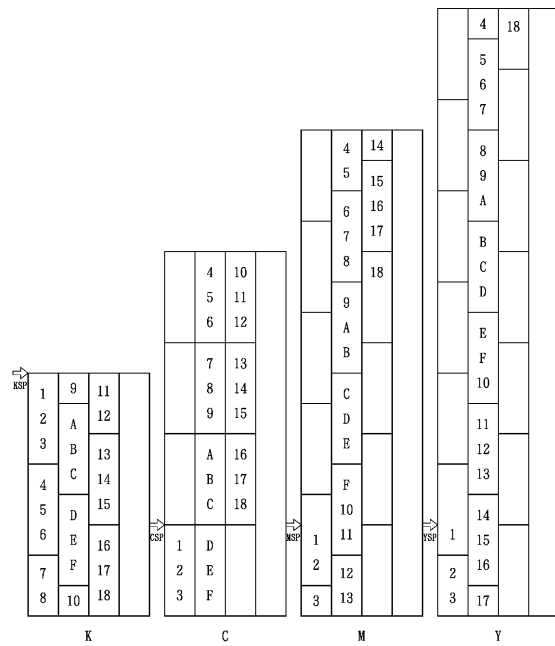 4 18
5
6
7
8
9
A
B
C
D
E
F
10
11
12
13
14
1 15
2 16
3 17
YSP
Y
4 14
5
15
6 16
7 17
8
18
9
A
B
C
D
E
F
1 10
2 11
3 12
13
MSP
M
4 10
5 11
6 12
7 13
8 14
9 15
A 16
B 17
C 18
1 D
2 E
3 F
CSP
C
KSP
1 9 11
2 12
3 A
B 13
4 C 14
5 15
6 D
E 16
7 F 17
8 10 18
K